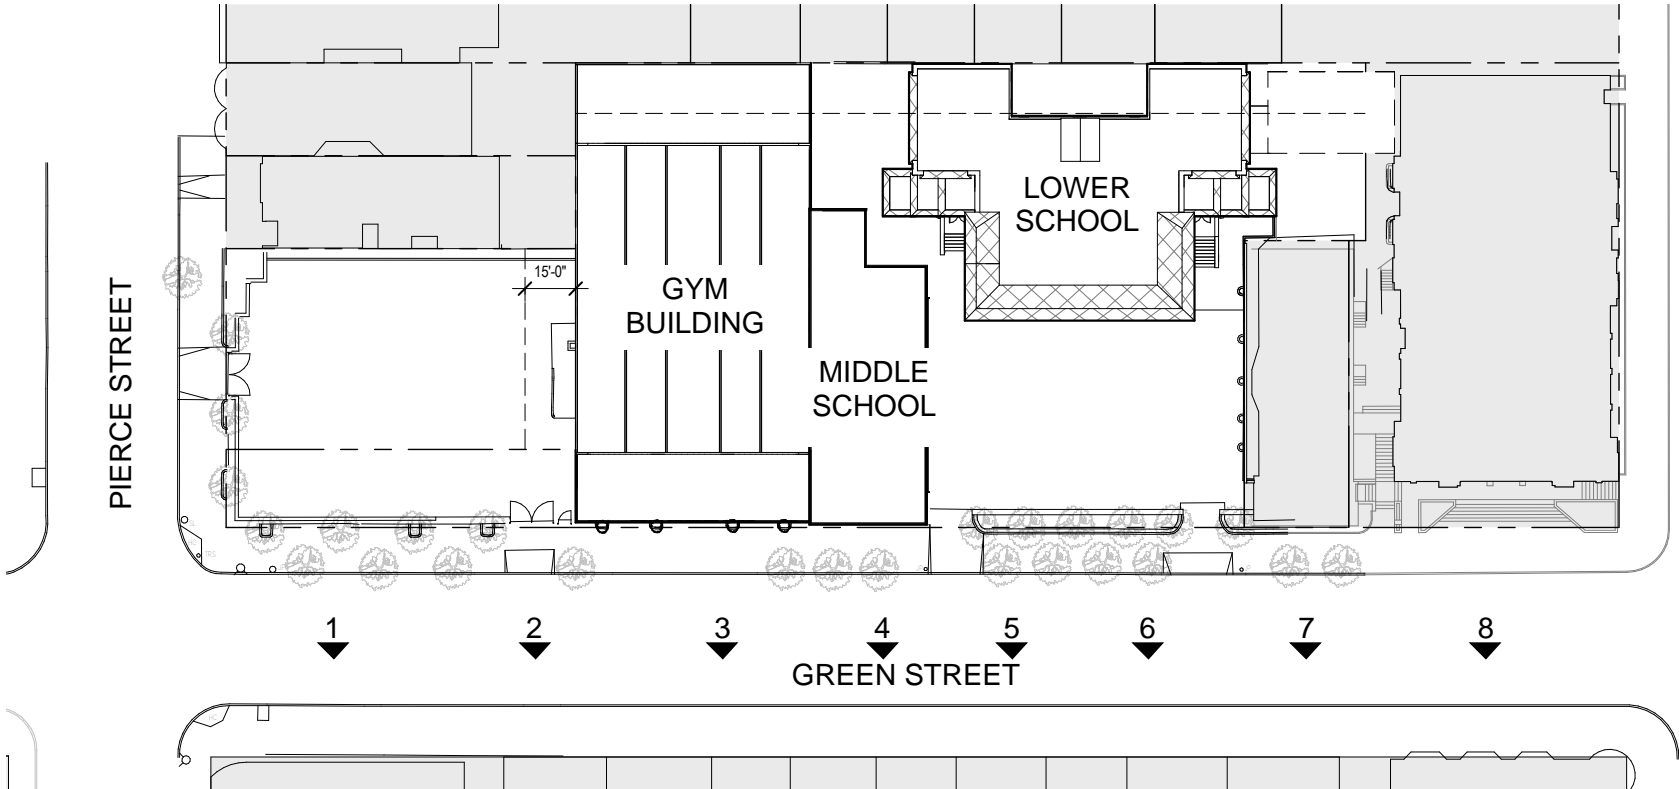 LOWER
SCHOOL
15'-0"
GYM
BUILDING
PIERCE STREET
MIDDLE
SCHOOL
1
2
3
4
5
6
7
8
GREEN STREET